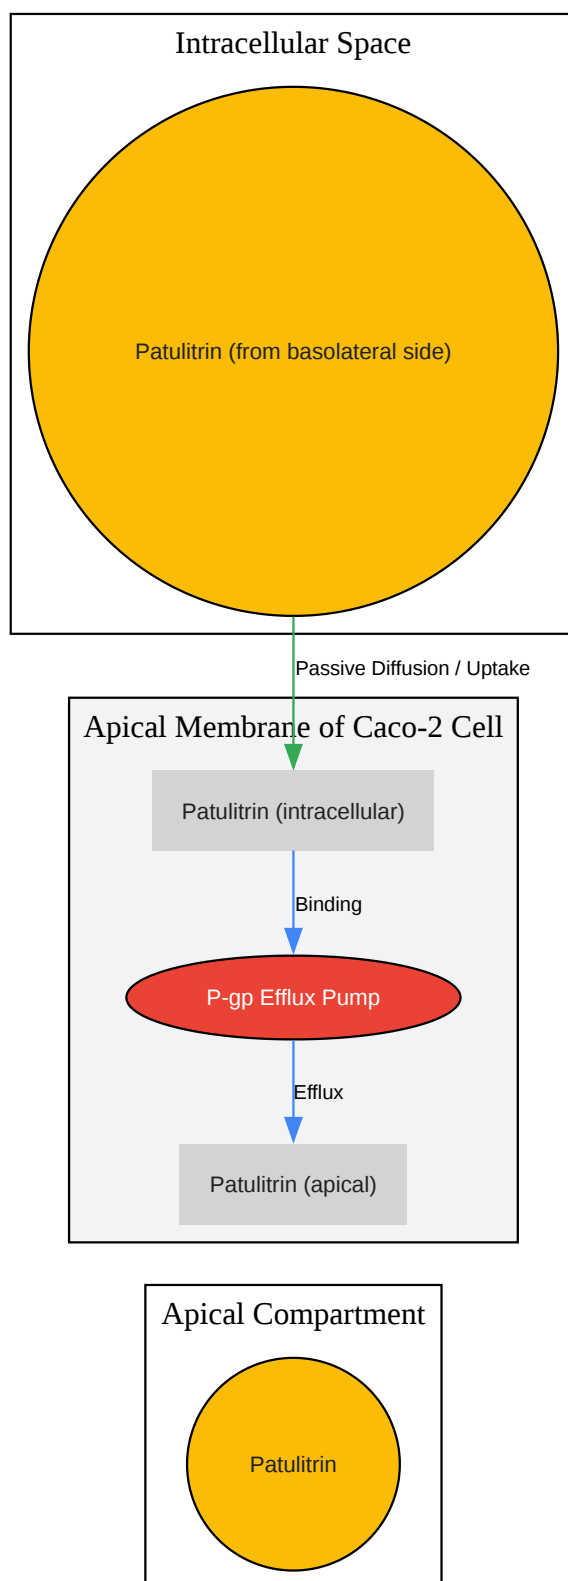 Intracellular Space
Patulitrin (from basolateral side)
Passive Diffusion / Uptake
Apical Membrane of Caco-2 Cell
Patulitrin (intracellular)
Binding
P-gp Efflux Pump
Efflux
Patulitrin (apical)
Apical Compartment
Patulitrin